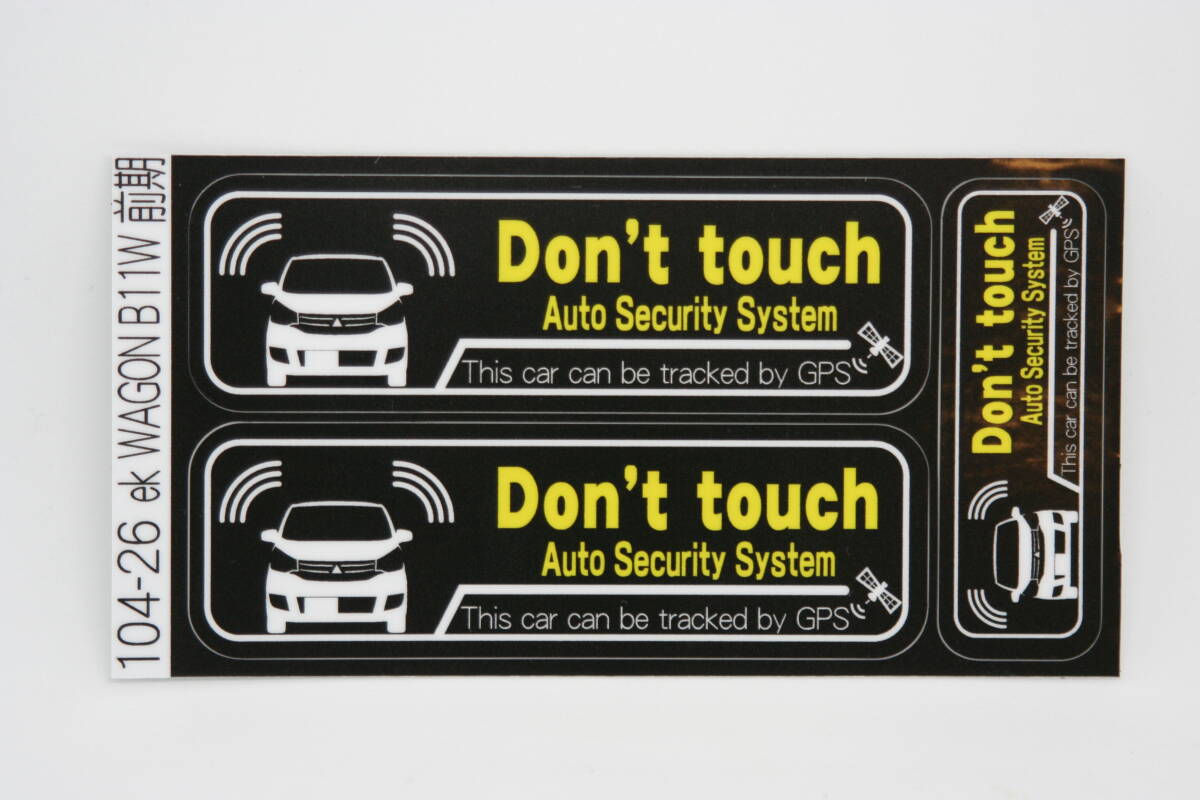 104-26 ek WAGON B11W 前期
Don't touch
Auto Security System
This car can be tracked by GPS
Don't touch
Auto Security System
This car can be tracked by GPS
Don't touch
Auto Security System
This car can be tracked by GPS